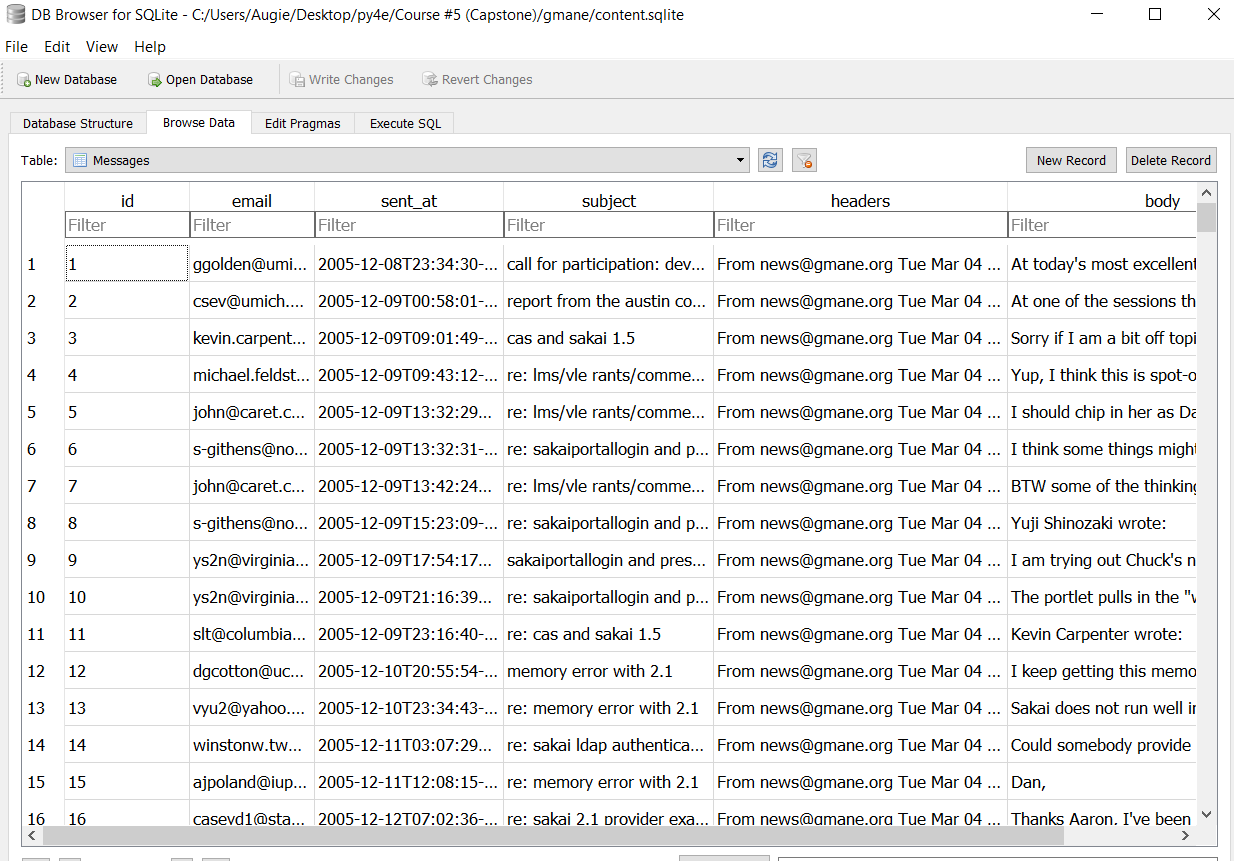 DB Browser for SQLite - C:/Users/Augie/Desktop/py4e/Course #5 (Capstone)/gmane/content.sqlite
File Edit View Help
New Database Open Database Write Changes Revert Changes
Database Structure Browse Data Edit Pragmas Execute SQL
Table: Messages New Record Delete Record
id email sent_at subject headers body
Filter Filter Filter Filter Filter Filter
1 1 ggolden@umi... 2005-12-08T23:34:30-... call for participation: dev... From news@gmane.org Tue Mar 04 ... At today's most excellent
2 2 csev@umich.... 2005-12-09T00:58:01-... report from the austin co... From news@gmane.org Tue Mar 04 ... At one of the sessions th
3 3 kevin.carpent... 2005-12-09T09:01:49-... cas and sakai 1.5 From news@gmane.org Tue Mar 04 ... Sorry if I am a bit off topi
4 4 michael.feldst... 2005-12-09T09:43:12-... re: lms/vle rants/comme... From news@gmane.org Tue Mar 04 ... Yup, I think this is spot-o
5 5 john@caret.c... 2005-12-09T13:32:29... re: lms/vle rants/comme... From news@gmane.org Tue Mar 04 ... I should chip in her as Da
6 6 s-githens@no... 2005-12-09T13:32:31-... re: sakaiportallogin and p... From news@gmane.org Tue Mar 04 ... I think some things might
7 7 john@caret.c... 2005-12-09T13:42:24... re: lms/vle rants/comme... From news@gmane.org Tue Mar 04 ... BTW some of the thinking
8 8 s-githens@no... 2005-12-09T15:23:09-... re: sakaiportallogin and p... From news@gmane.org Tue Mar 04 ... Yuji Shinozaki wrote:
9 9 ys2n@virginia... 2005-12-09T17:54:17... sakaiportallogin and pres... From news@gmane.org Tue Mar 04 ... I am trying out Chuck's n
10 10 ys2n@virginia... 2005-12-09T21:16:39... re: sakaiportallogin and p... From news@gmane.org Tue Mar 04 ... The portlet pulls in the "w
11 11 slt@columbia... 2005-12-09T23:16:40-... re: cas and sakai 1.5 From news@gmane.org Tue Mar 04 ... Kevin Carpenter wrote:
12 12 dgcotton@uc... 2005-12-10T20:55:54-... memory error with 2.1 From news@gmane.org Tue Mar 04 ... I keep getting this memo
13 13 vyu2@yahoo.... 2005-12-10T23:34:43-... re: memory error with 2.1 From news@gmane.org Tue Mar 04 ... Sakai does not run well in
14 14 winstonw.tw... 2005-12-11T03:07:29... re: sakai ldap authentica... From news@gmane.org Tue Mar 04 ... Could somebody provide
15 15 ajpoland@iup... 2005-12-11T12:08:15-... re: memory error with 2.1 From news@gmane.org Tue Mar 04 ... Dan,
16 16 caseyd1@sta... 2005-12-12T07:02:36-... re: sakai 2.1 provider exa... From news@gmane.org Tue Mar 04 ... Thanks Aaron, I've been